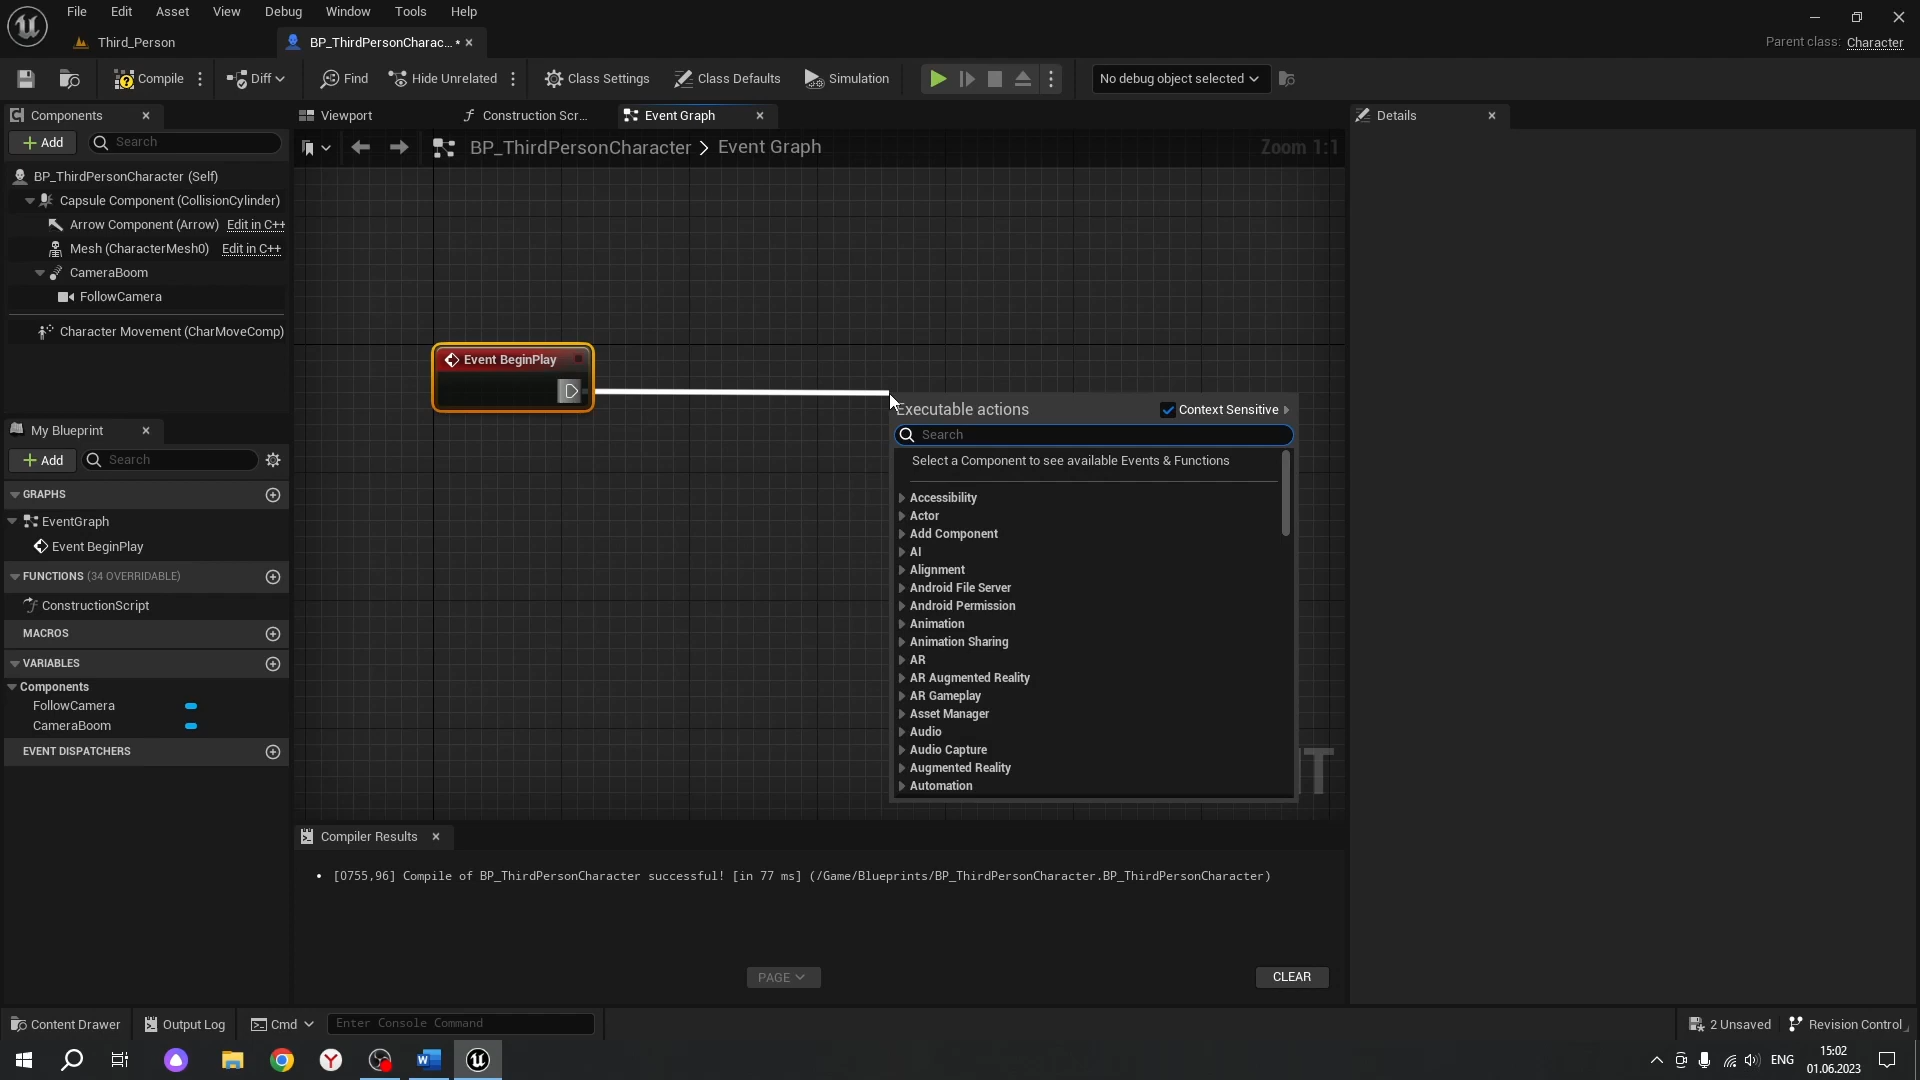 File Edit Asset View Debug Window Tools Help
Third_Person
BP_ThirdPersonCharac... •
Parent class: Character
Compile
Diff
Find
Hide Unrelated
Class Settings
Class Defaults
Simulation
No debug object selected
Components
Viewport
Construction Scr...
Event Graph
Details
Add
Search
BP_ThirdPersonCharacter > Event Graph
Zoom 1:1
BP_ThirdPersonCharacter (Self)
Capsule Component (CollisionCylinder)
Arrow Component (Arrow) Edit in C++
Mesh (CharacterMesh0) Edit in C++
CameraBoom
FollowCamera
Character Movement (CharMoveComp)
Event BeginPlay
Executable actions
Context Sensitive
Search
Select a Component to see available Events & Functions
Accessibility
Actor
Add Component
AI
Alignment
Android File Server
Android Permission
Animation
Animation Sharing
AR
AR Augmented Reality
AR Gameplay
Asset Manager
Audio
Audio Capture
Augmented Reality
Automation
My Blueprint
Add
Search
GRAPHS
EventGraph
Event BeginPlay
FUNCTIONS (34 OVERRIDABLE)
ConstructionScript
MACROS
VARIABLES
Components
FollowCamera
CameraBoom
EVENT DISPATCHERS
Compiler Results
• [0755,96] Compile of BP_ThirdPersonCharacter successful! [in 77 ms] (/Game/Blueprints/BP_ThirdPersonCharacter.BP_ThirdPersonCharacter)
PAGE
CLEAR
Content Drawer
Output Log
Cmd
Enter Console Command
2 Unsaved
Revision Control
ENG
15:02
01.06.2023